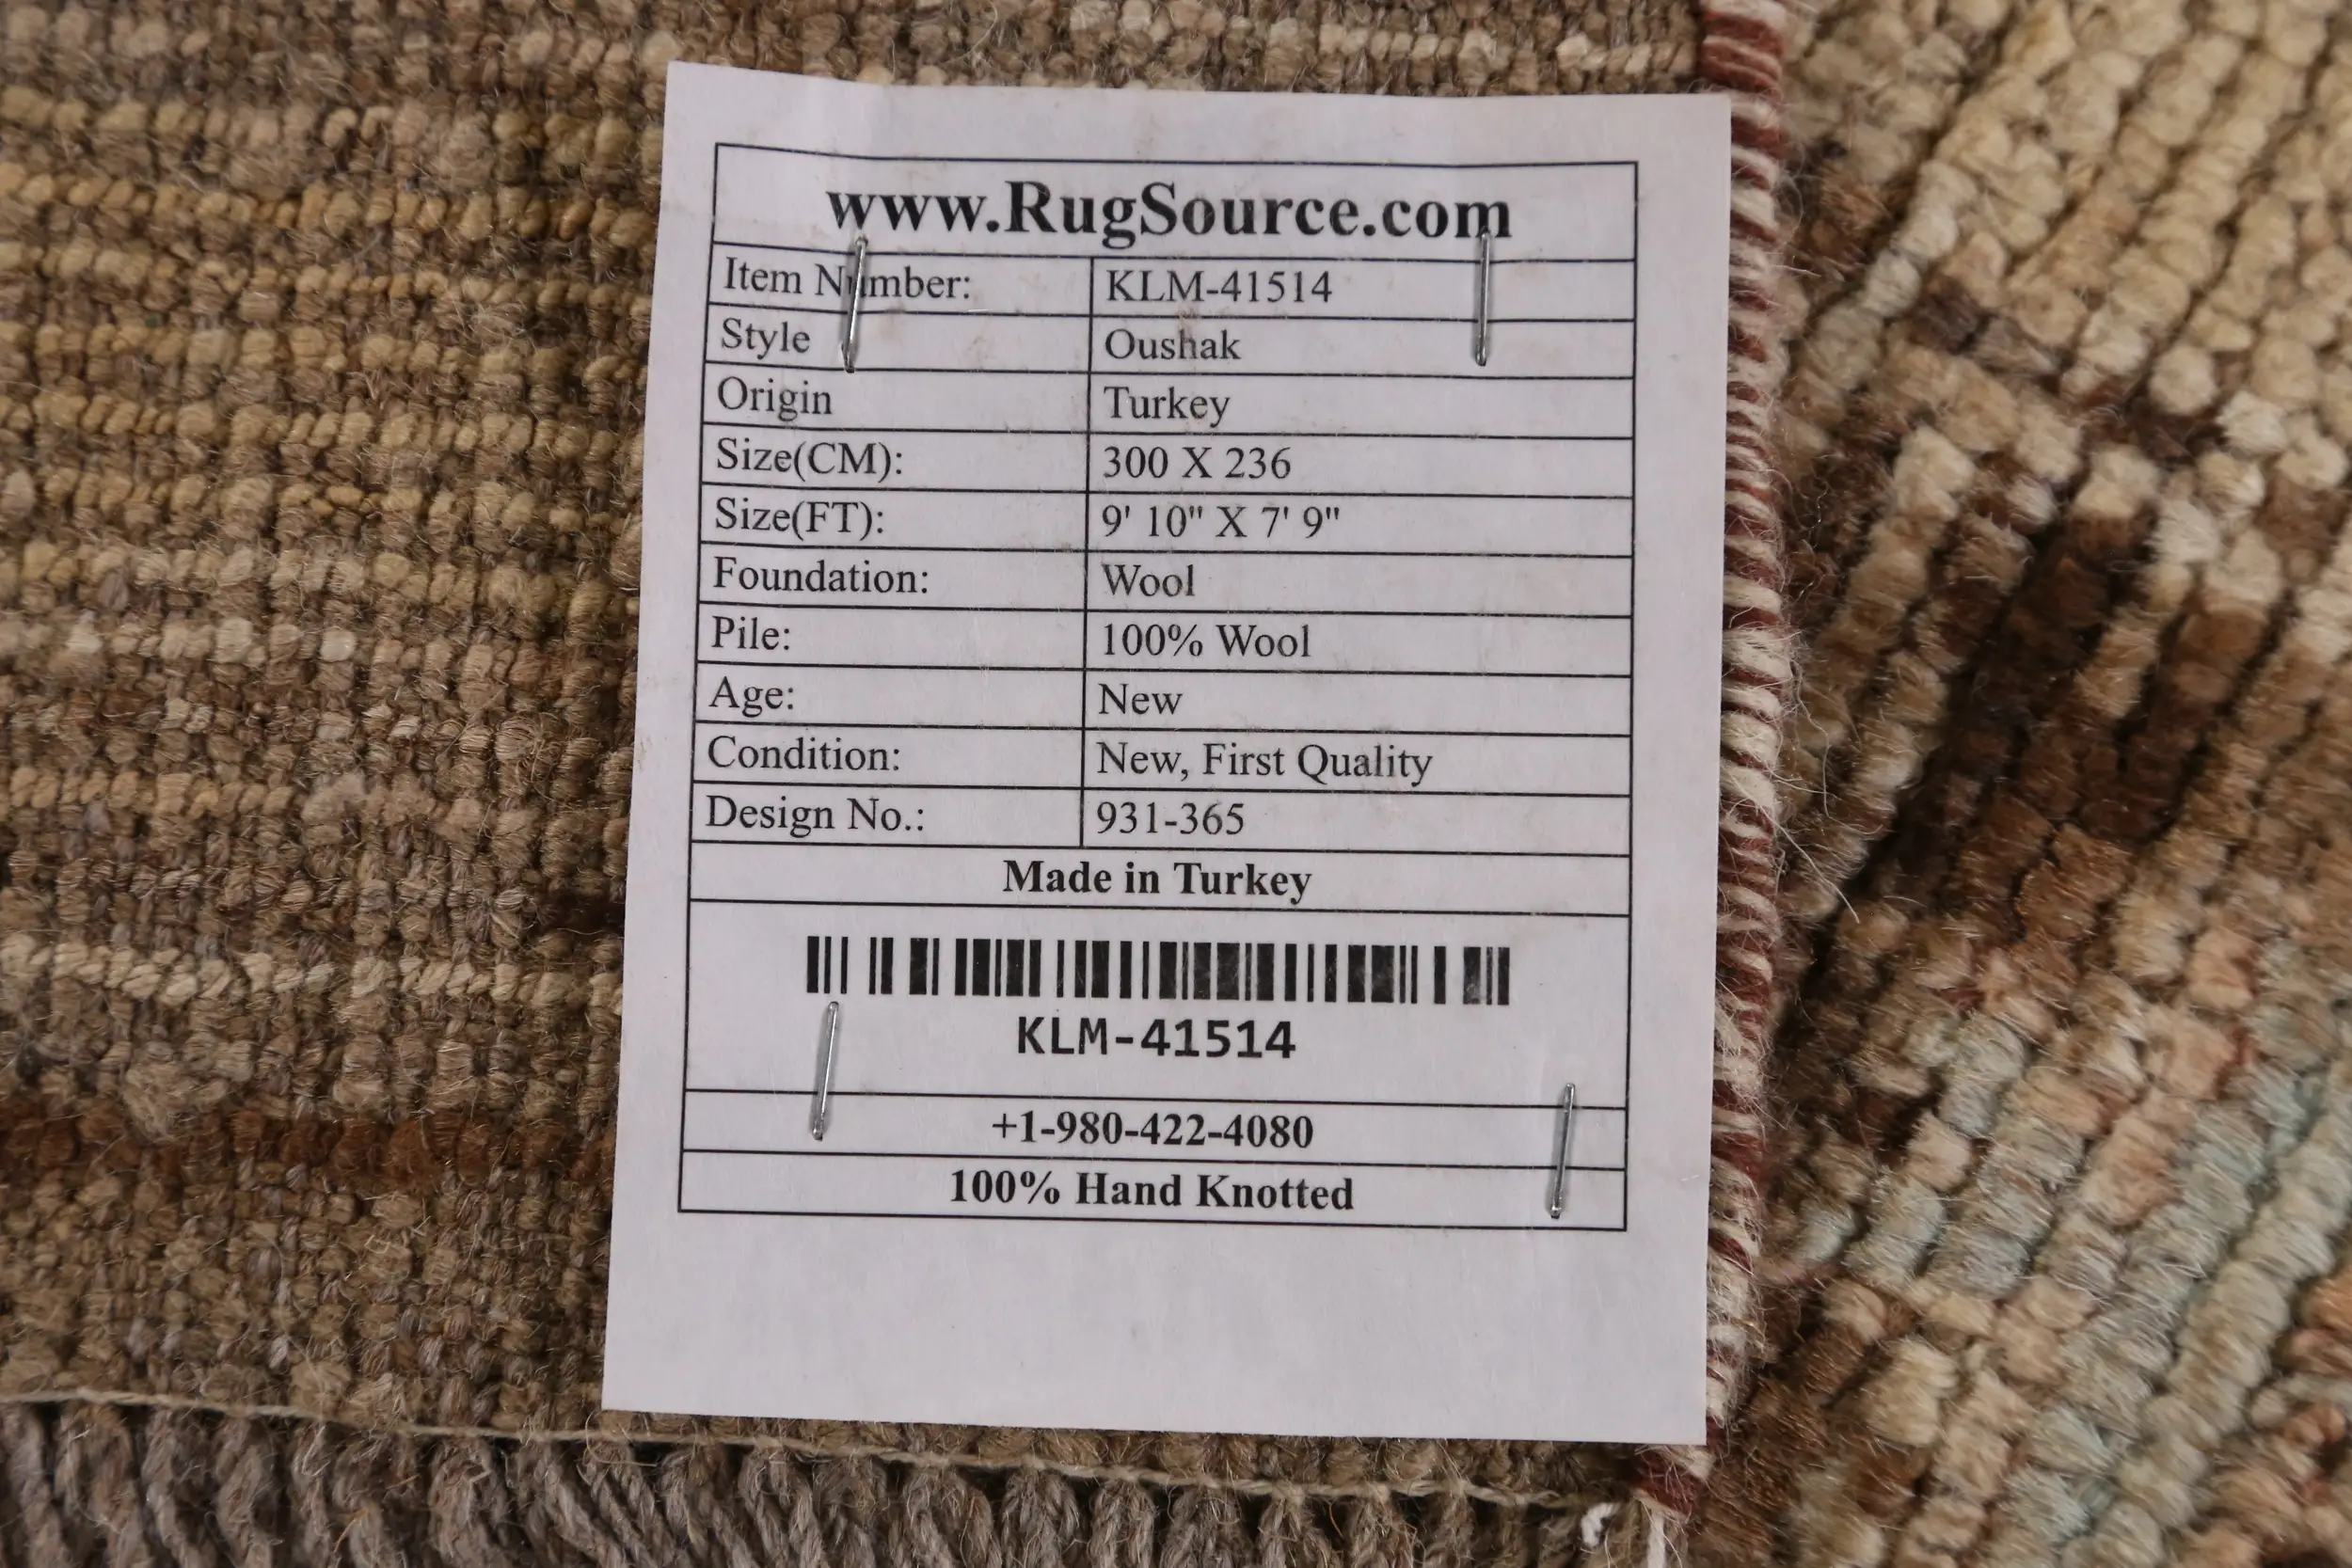 www.RugSource.com
Item Number: KLM-41514
Style Oushak
Origin Turkey
Size(CM): 300 X 236
Size(FT): 9' 10" X 7' 9"
Foundation: Wool
Pile: 100% Wool
Age: New
Condition: New, First Quality
Design No.: 931-365
Made in Turkey
KLM-41514
+1-980-422-4080
100% Hand Knotted